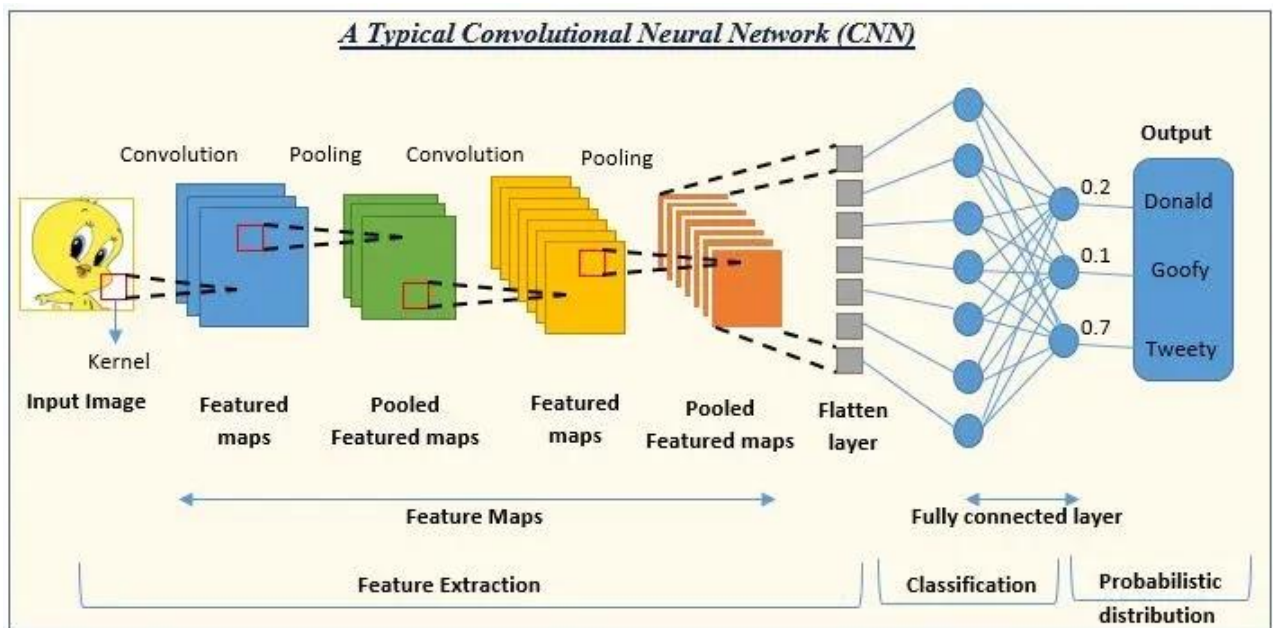 A Typical Convolutional Neural Network (CNN)
Convolution
Pooling
Convolution
Pooling
Kernel
Input Image
Featured
maps
Pooled
Featured maps
Featured
maps
Pooled
Featured maps
Flatten
layer
0.2
0.1
0.7
Output
Donald
Goofy
Tweety
Feature Maps
Fully connected layer
Feature Extraction
Classification
Probabilistic
distribution